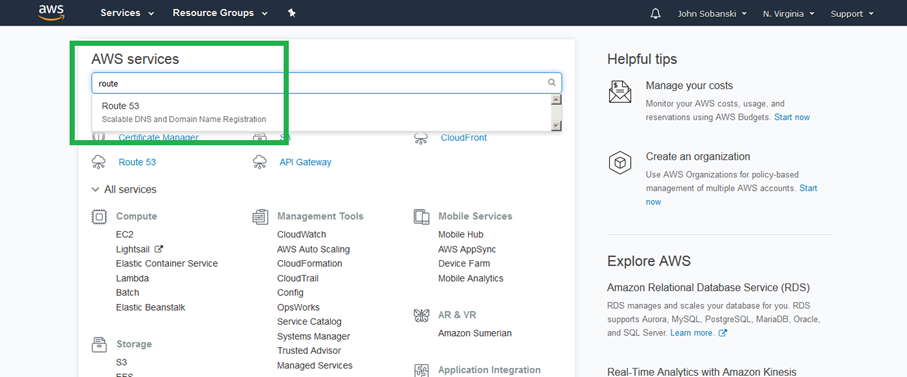 aws Services Resource Groups John Sobanski N. Virginia Support
AWS services
route
Route 53
Scalable DNS and Domain Name Registration
Certificate Manager S3 CloudFront
Route 53 API Gateway
All services
Compute
EC2
Lightsail
Elastic Container Service
Lambda
Batch
Elastic Beanstalk
Storage
S3
EFS
Management Tools
CloudWatch
AWS Auto Scaling
CloudFormation
CloudTrail
Config
OpsWorks
Service Catalog
Systems Manager
Trusted Advisor
Managed Services
Mobile Services
Mobile Hub
AWS AppSync
Device Farm
Mobile Analytics
AR & VR
Amazon Sumerian
Application Integration
Helpful tips
Manage your costs
Monitor your AWS costs, usage, and
reservations using AWS Budgets. Start now
Create an organization
Use AWS Organizations for policy-based
management of multiple AWS accounts. Start
now
Explore AWS
Amazon Relational Database Service (RDS)
RDS manages and scales your database for you. RDS
supports Aurora, MySQL, PostgreSQL, MariaDB, Oracle,
and SQL Server. Learn more.
Real-Time Analytics with Amazon Kinesis